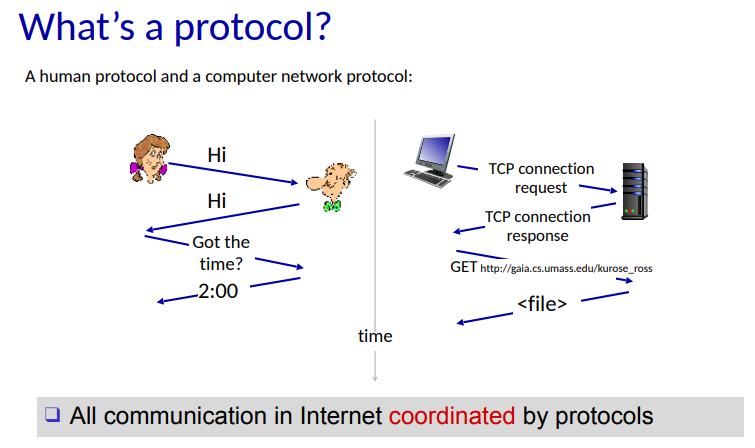 What's a protocol?
A human protocol and a computer network protocol:
Hi
Hi
Got the
time?
2:00
TCP connection
request
TCP connection
response
GET http://gaia.cs.umass.edu/kurose_ross
<file>
time
All communication in Internet coordinated by protocols